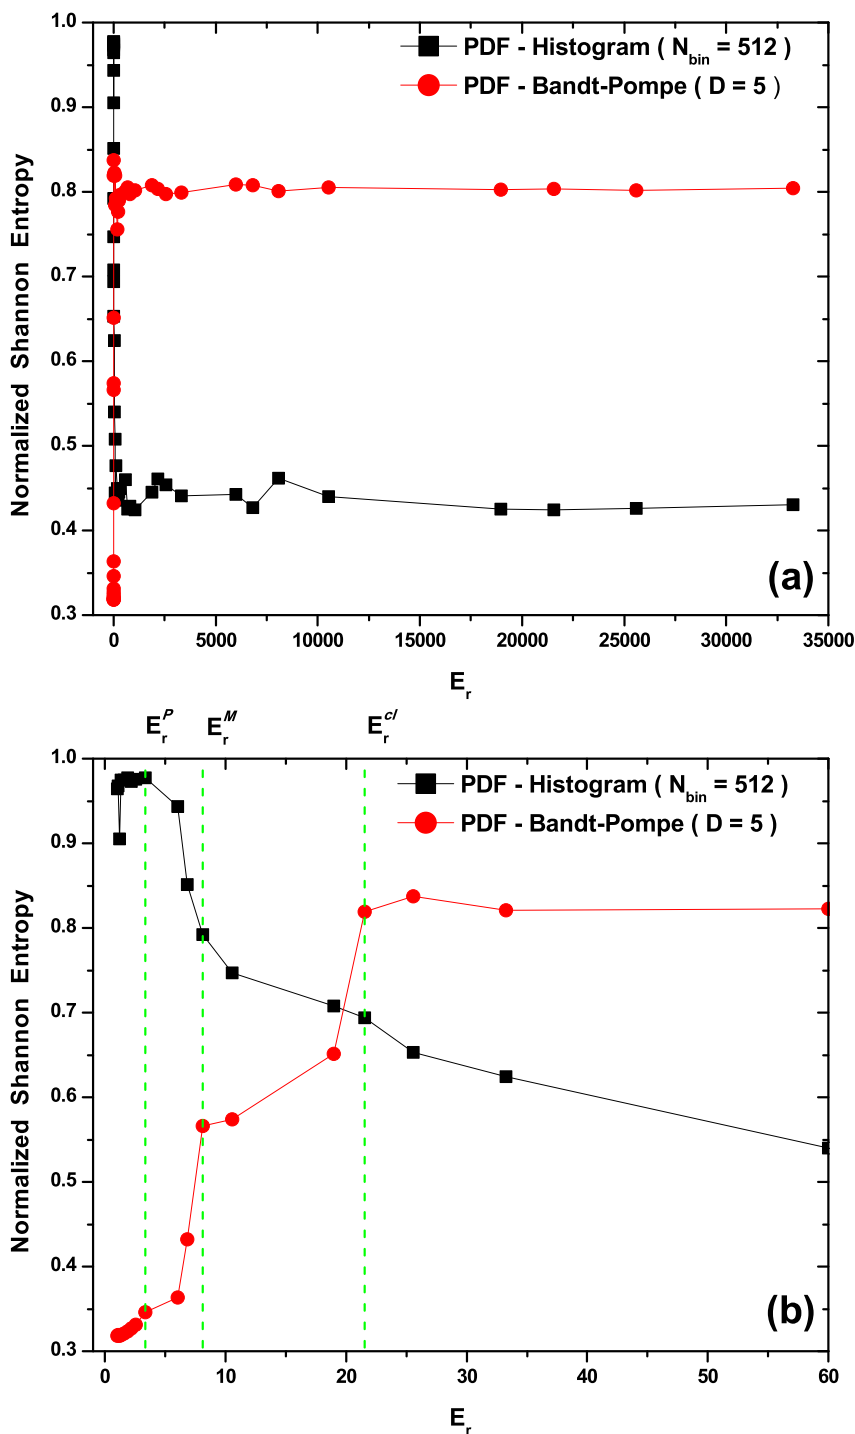 1.0
0.9
0.8
0.7
0.6
0.5
0.4
0.3
Normalized Shannon Entropy
PDF - Histogram ( N_bin = 512 )
PDF - Bandt-Pompe ( D = 5 )
(a)
0 5000 10000 15000 20000 25000 30000 35000
E_r
E_r^P E_r^M E_r^cl
1.0
0.9
0.8
0.7
0.6
0.5
0.4
0.3
Normalized Shannon Entropy
PDF - Histogram ( N_bin = 512 )
PDF - Bandt-Pompe ( D = 5 )
(b)
0 10 20 30 40 50 60
E_r